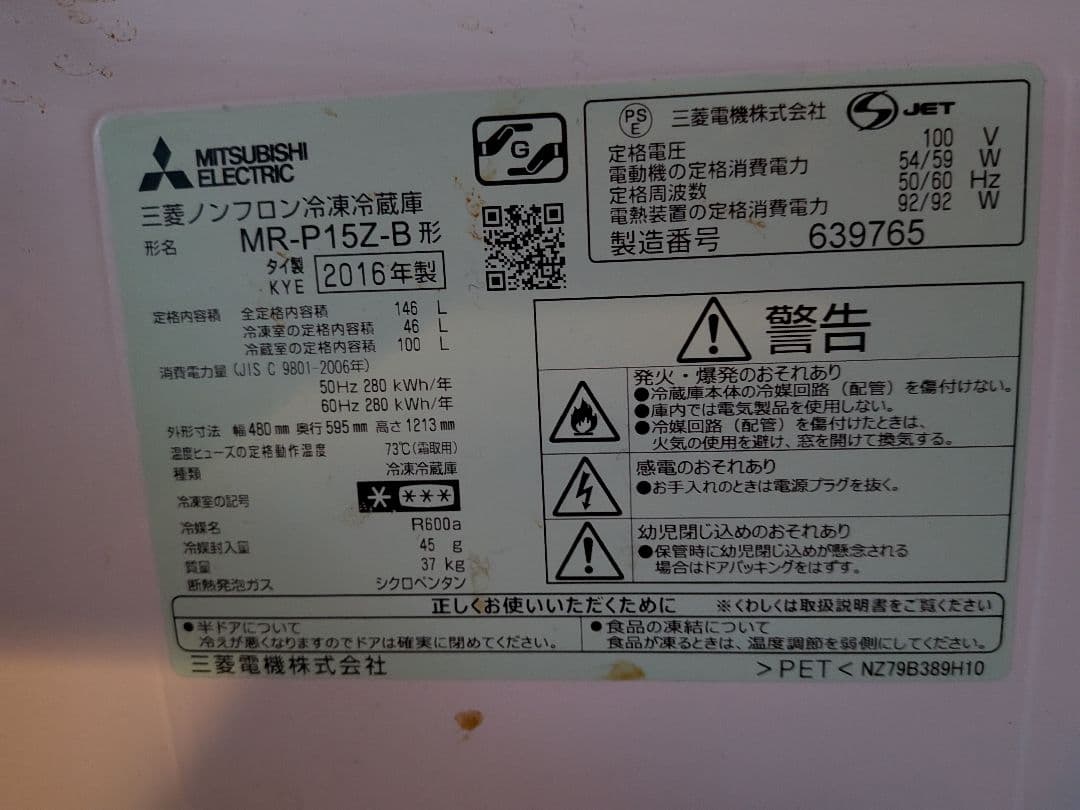 MITSUBISHI
ELECTRIC
三菱ノンフロン冷凍冷蔵庫
形名 MR-P15Z-B 形
タイ製
KYE 2016年製
G
PS
E 三菱電機株式会社 S JET
定格電圧 100 V
電動機の定格消費電力 54/59 W
定格周波数 50/60 Hz
電熱装置の定格消費電力 92/92 W
製造番号 639765
定格内容積 全定格内容積 146 L
冷凍室の定格内容積 46 L
冷蔵室の定格内容積 100 L
消費電力量 (JIS C 9801-2006年)
50Hz 280 kWh/年
60Hz 280 kWh/年
外形寸法 幅480㎜ 奥行595㎜ 高さ1213㎜
温度ヒューズの定格動作温度 73℃(霜取用)
種類 冷凍冷蔵庫
冷凍室の記号 * ***
冷媒名 R600a
冷媒封入量 45 g
質量 37 kg
断熱発泡ガス シクロペンタン
警告
発火・爆発のおそれあり
●冷蔵庫本体の冷媒回路（配管）を傷付けない。
●庫内では電気製品を使用しない。
●冷媒回路（配管）を傷付けたときは、
火気の使用を避け、窓を開けて換気する。
感電のおそれあり
●お手入れのときは電源プラグを抜く。
幼児閉じ込めのおそれあり
●保管時に幼児閉じ込めが懸念される
場合はドアパッキングをはずす。
正しくお使いいただくために ※くわしくは取扱説明書をご覧ください
●半ドアについて
冷えが悪くなりますのでドアは確実に閉めてください。
●食品の凍結について
食品が凍るときは、温度調節を弱側にしてください。
三菱電機株式会社
>PET< NZ79B389H10